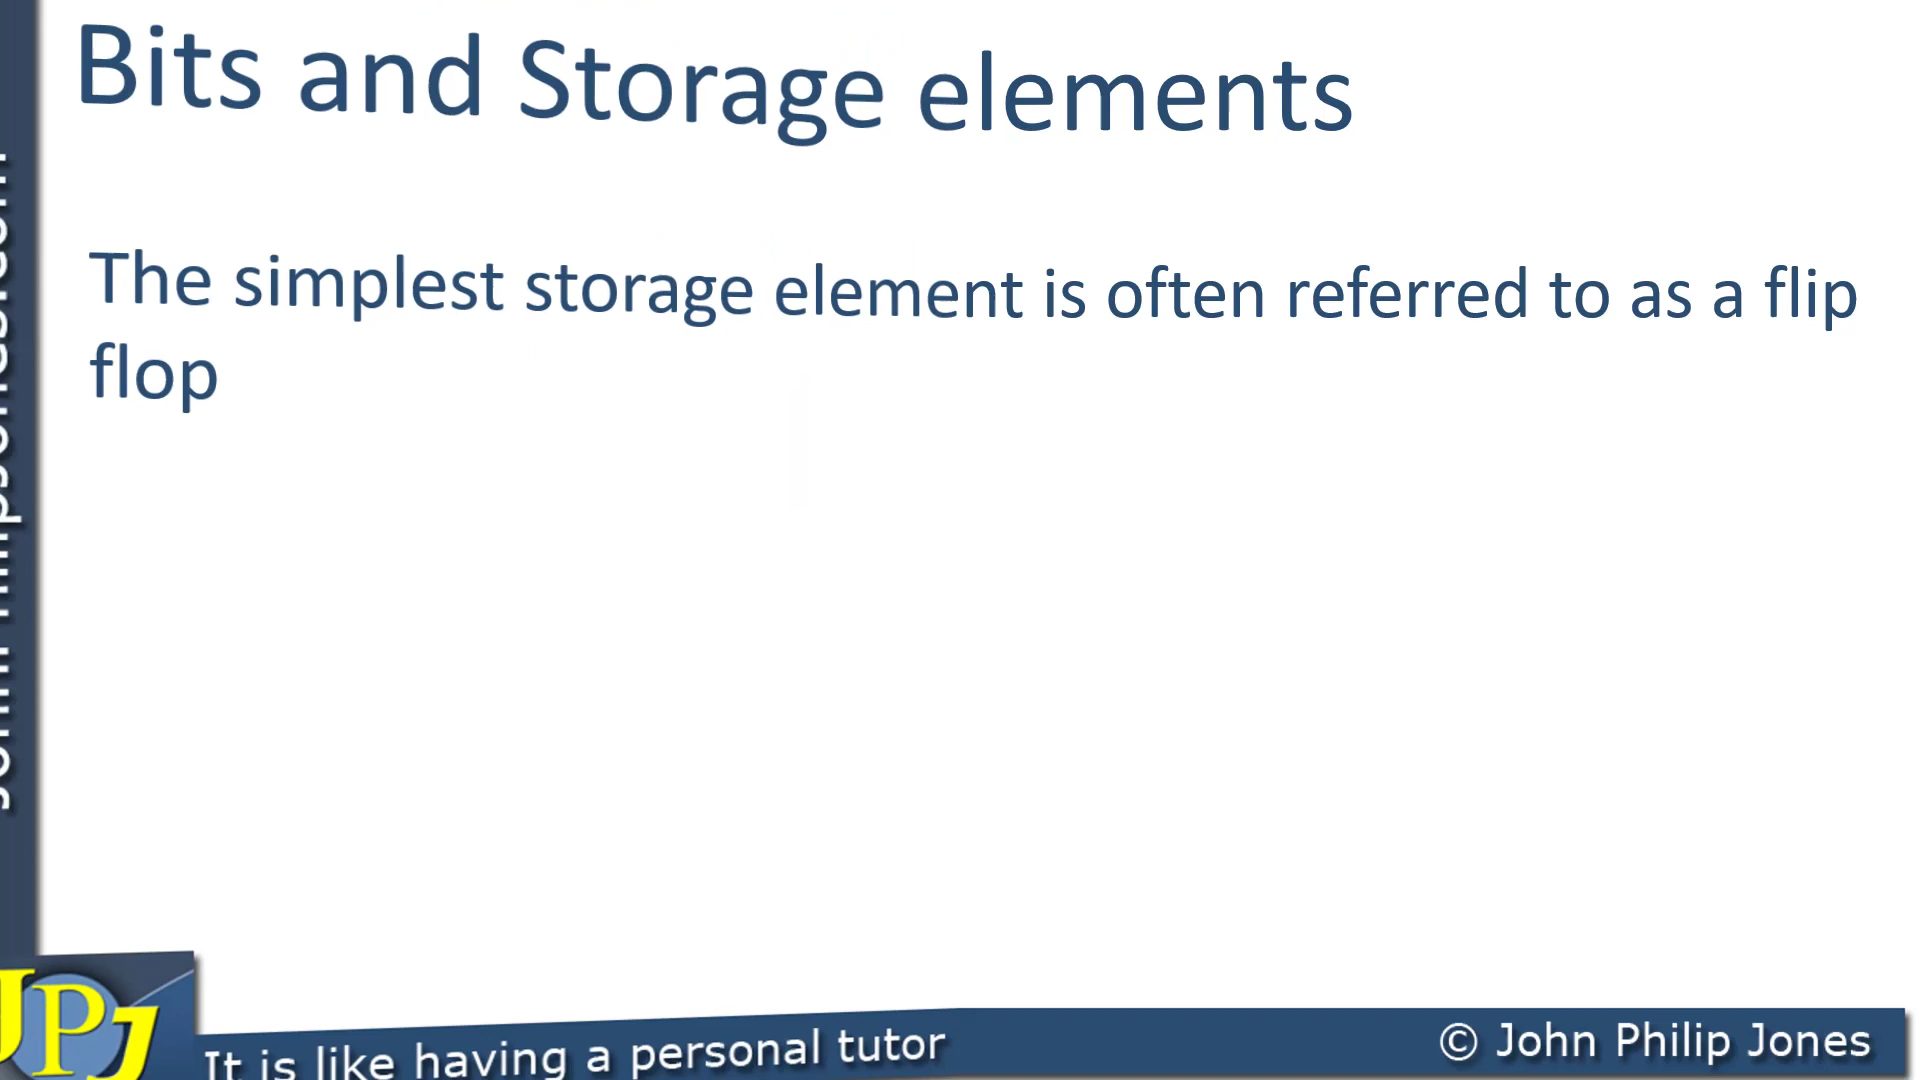 Bits and Storage elements
The simplest storage element is often referred to as a flip
flop
JPJ
It is like having a personal tutor
© John Philip Jones